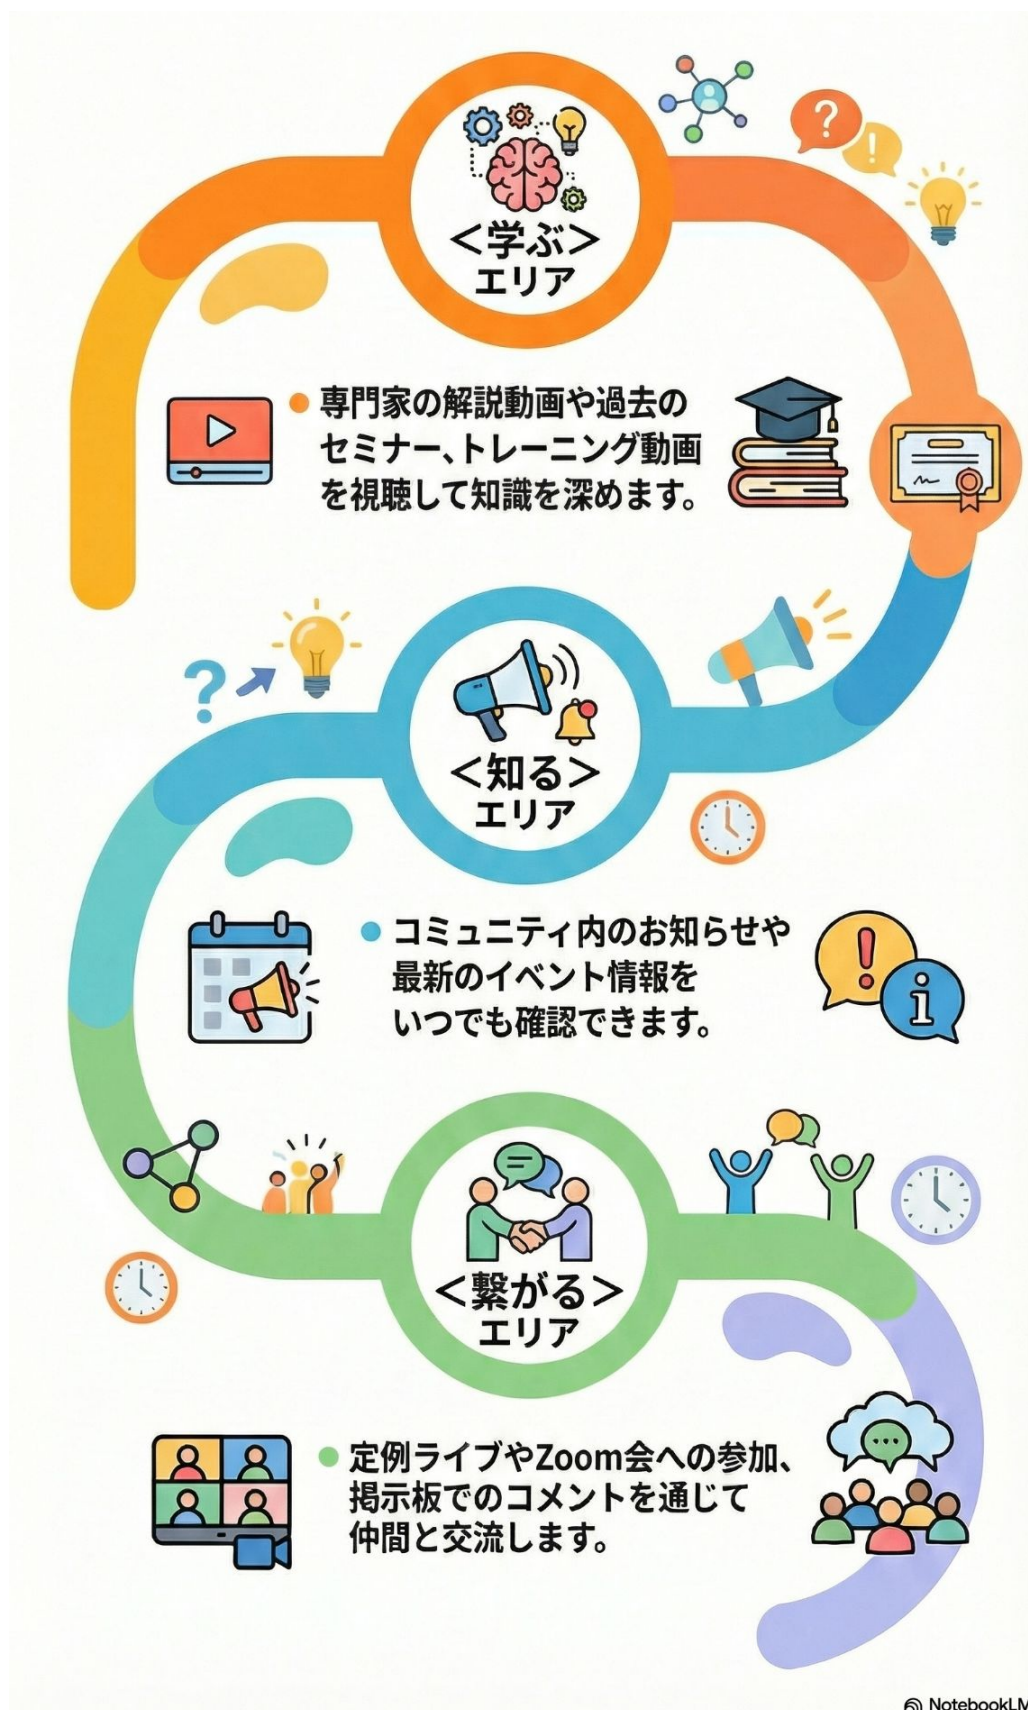 ＜学ぶ＞
エリア
専門家の解説動画や過去の
セミナー、トレーニング動画
を視聴して知識を深めます。
＜知る＞
エリア
コミュニティ内のお知らせや
最新のイベント情報を
いつでも確認できます。
＜繋がる＞
エリア
定例ライブやZoom会への参加、
掲示板でのコメントを通じて
仲間と交流します。
NotebookLM